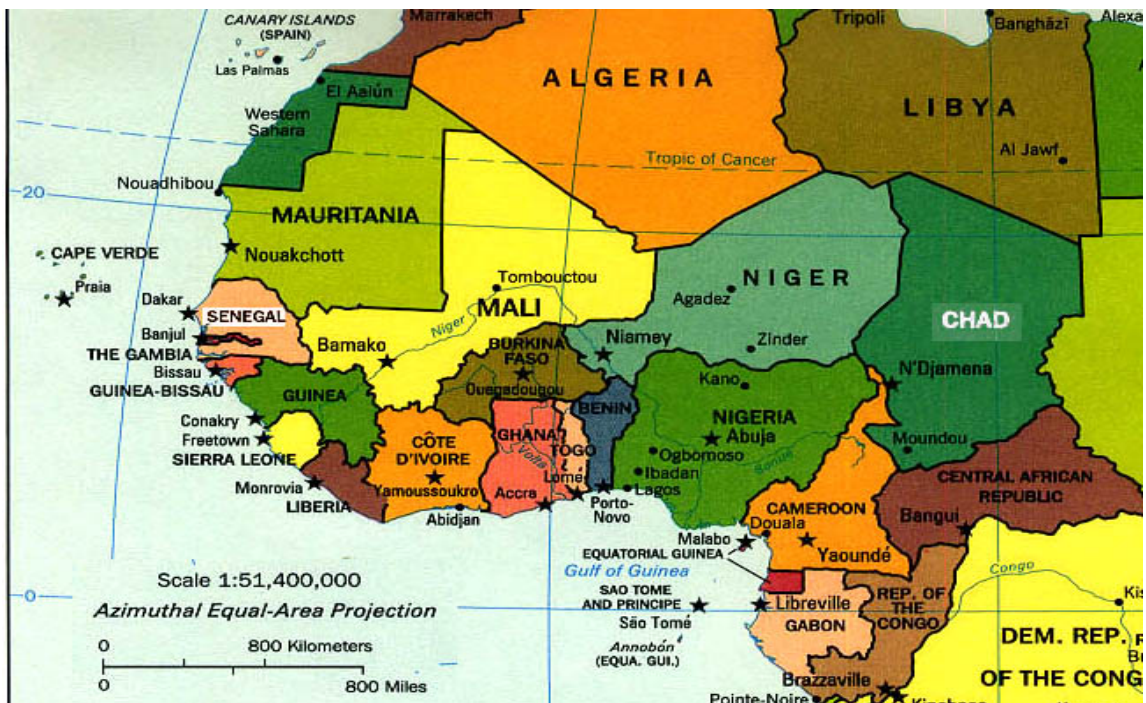 CANARY ISLANDS
(SPAIN)
Las Palmas
Marrakech
Tripoli
Banghāzī
El Aaiún
Western
Sahara
ALGERIA
LIBYA
Al Jawf
Tropic of Cancer
Nouadhibou
20
MAURITANIA
Nouakchott
CAPE VERDE
Praia
Tombouctou
NIGER
Agadez
Dakar
SENEGAL
MALI
CHAD
Banjul
Niger
THE GAMBIA
Bamako
BURKINA
FASO
Niamey
Zinder
Bissau
GUINEA-BISSAU
GUINEA
Ouagadougou
Kano
N'Djamena
BENIN
NIGERIA
Conakry
Freetown
SIERRA LEONE
CÔTE
D'IVOIRE
GHANA
TOGO
Volta
Abuja
Ogbomoso
Benue
Moundou
Ibadan
Monrovia
LIBERIA
Yamoussoukro
Lomé
Lagos
CENTRAL AFRICAN
REPUBLIC
Abidjan
Accra
Porto-
Novo
CAMEROON
Bangui
Douala
Malabo
Yaoundé
EQUATORIAL GUINEA
Gulf of Guinea
Congo
Scale 1:51,400,000
Azimuthal Equal-Area Projection
0
SAO TOME
AND PRINCIPE
São Tomé
Libreville
GABON
REP. OF
THE
CONGO
Annobón
(EQUA. GUI.)
DEM. REP.
OF THE CONG
0 800 Kilometers
0 800 Miles
Brazzaville
Pointe-Noire